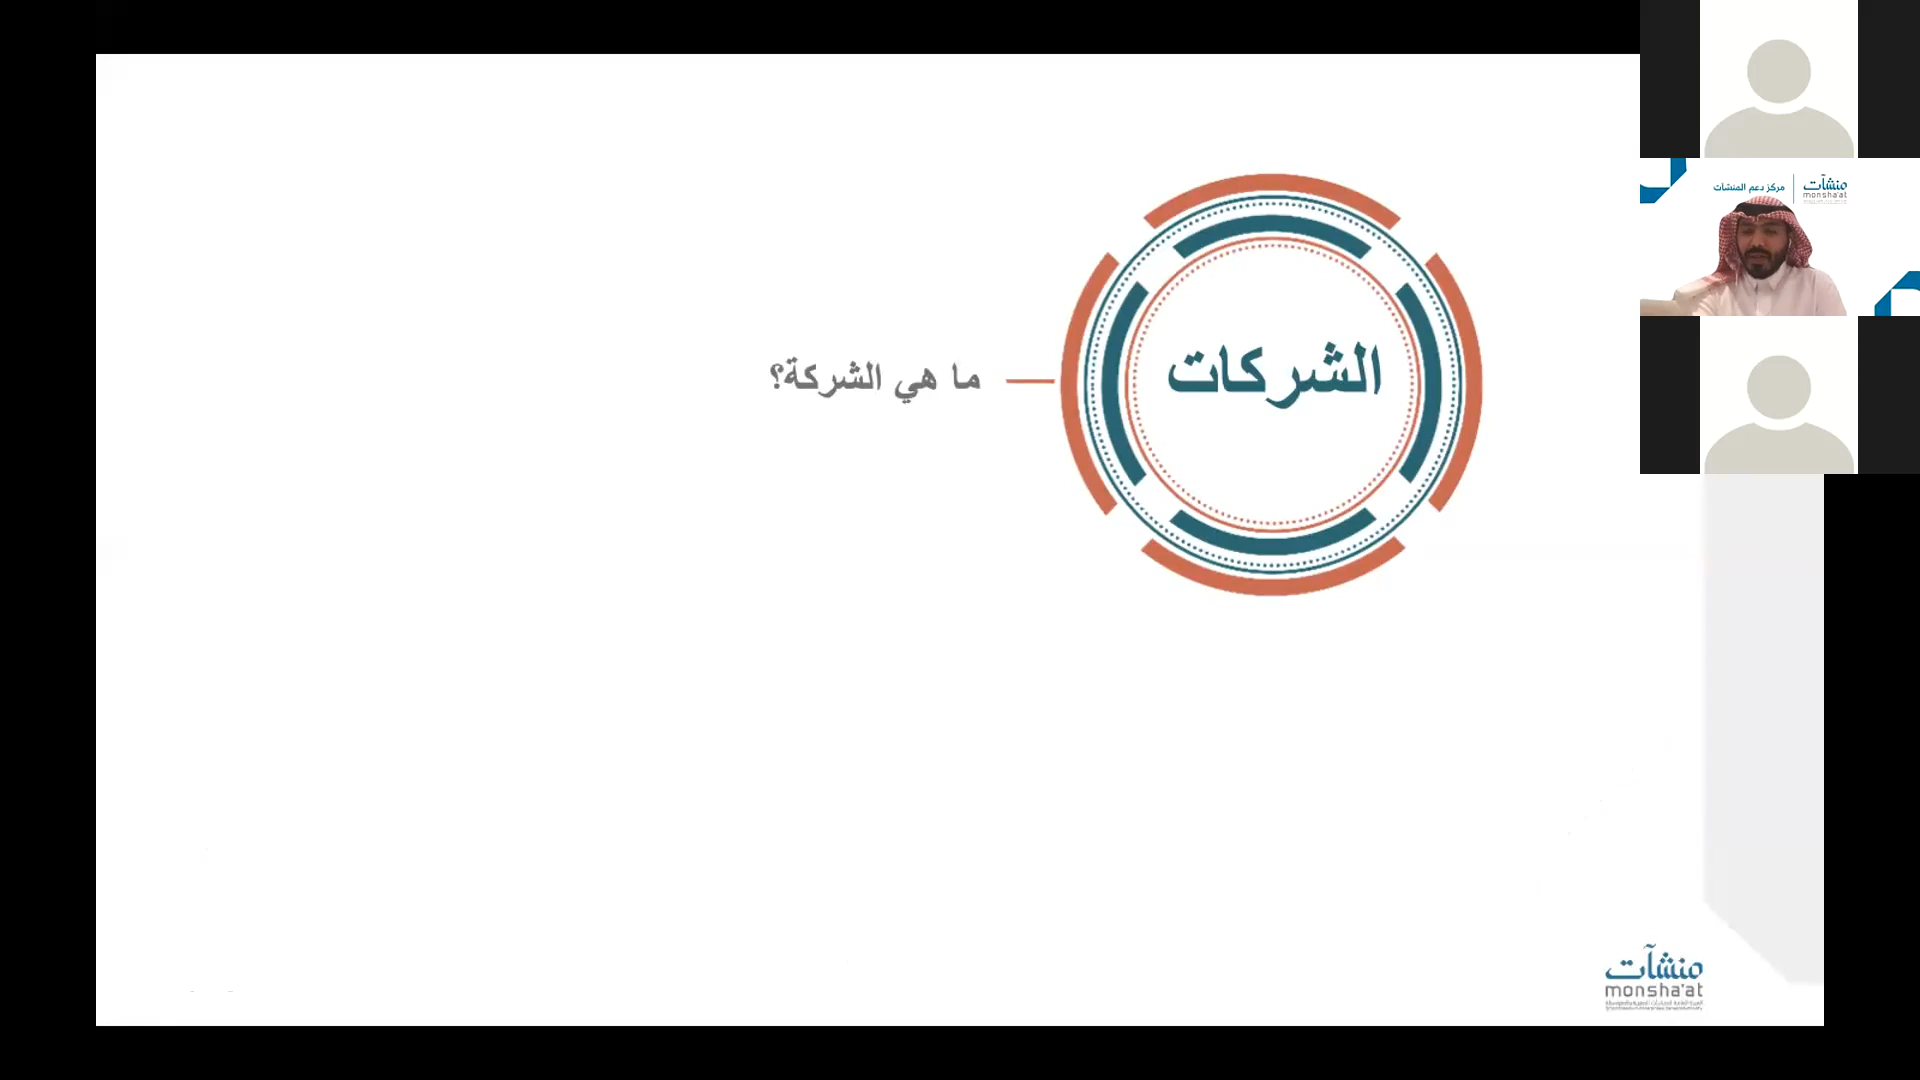 الشركات
ما هي الشركة؟
منشآت
monsha'at
مركز دعم المنشآت
منشآت
monsha'at